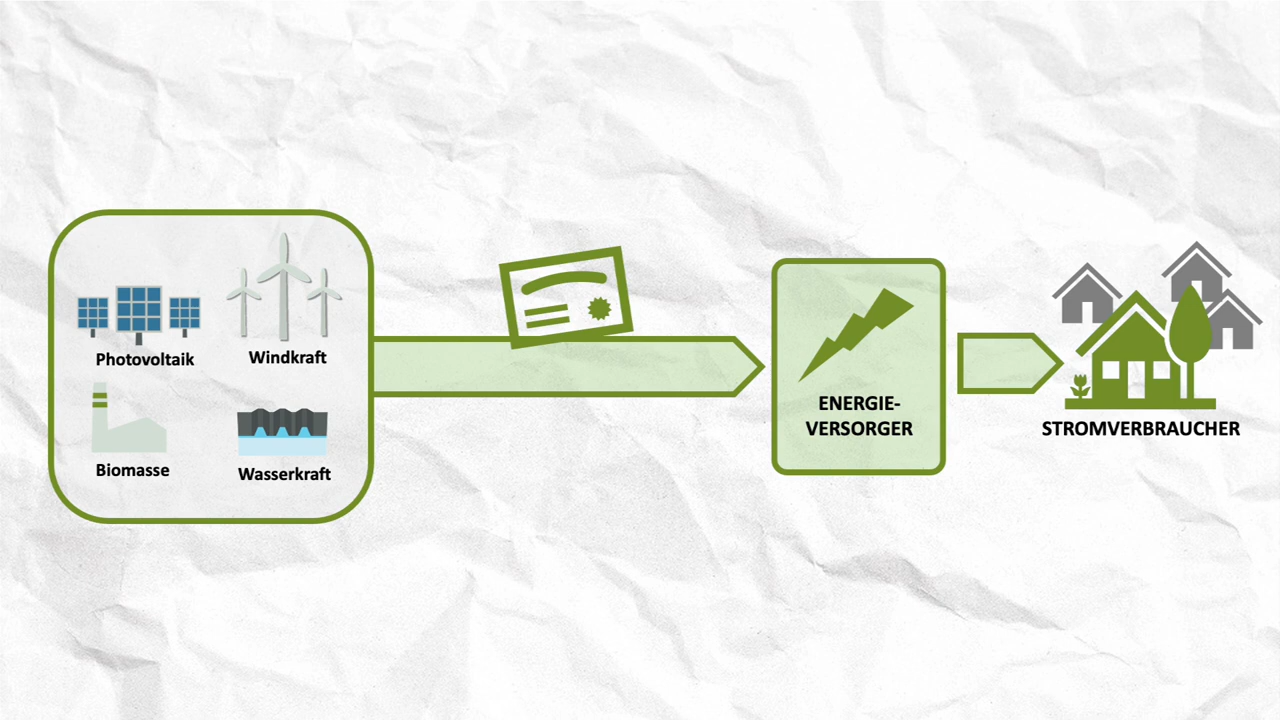 Photovoltaik
Windkraft
Biomasse
Wasserkraft
ENERGIE-
VERSORGER
STROMVERBRAUCHER